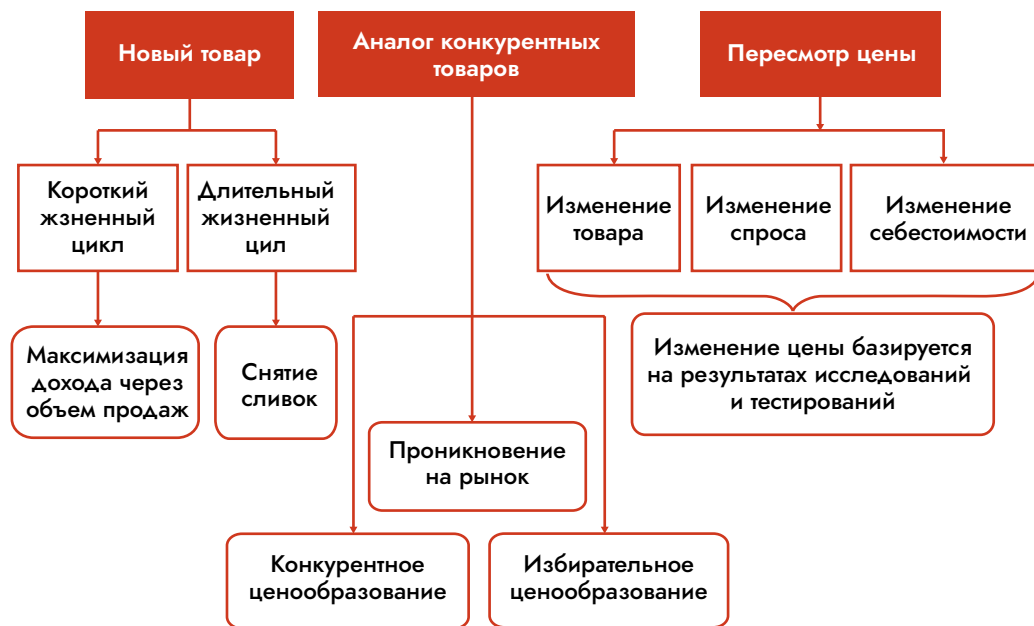 Новый товар
Аналог конкурентных
товаров
Пересмотр цены
Короткий
жзненный
цикл
Длительный
жизненный
цил
Изменение
товара
Изменение
спроса
Изменение
себестоимости
Максимизация
дохода через
объем продаж
Снятие
сливок
Изменение цены базируется
на результатах исследований
и тестирований
Проникновение
на рынок
Конкурентное
ценообразование
Избирательное
ценообразование